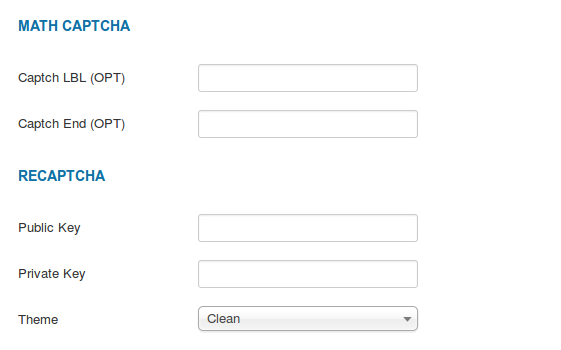 MATH CAPTCHA
Captch LBL (OPT)
Captch End (OPT)
RECAPTCHA
Public Key
Private Key
Theme Clean